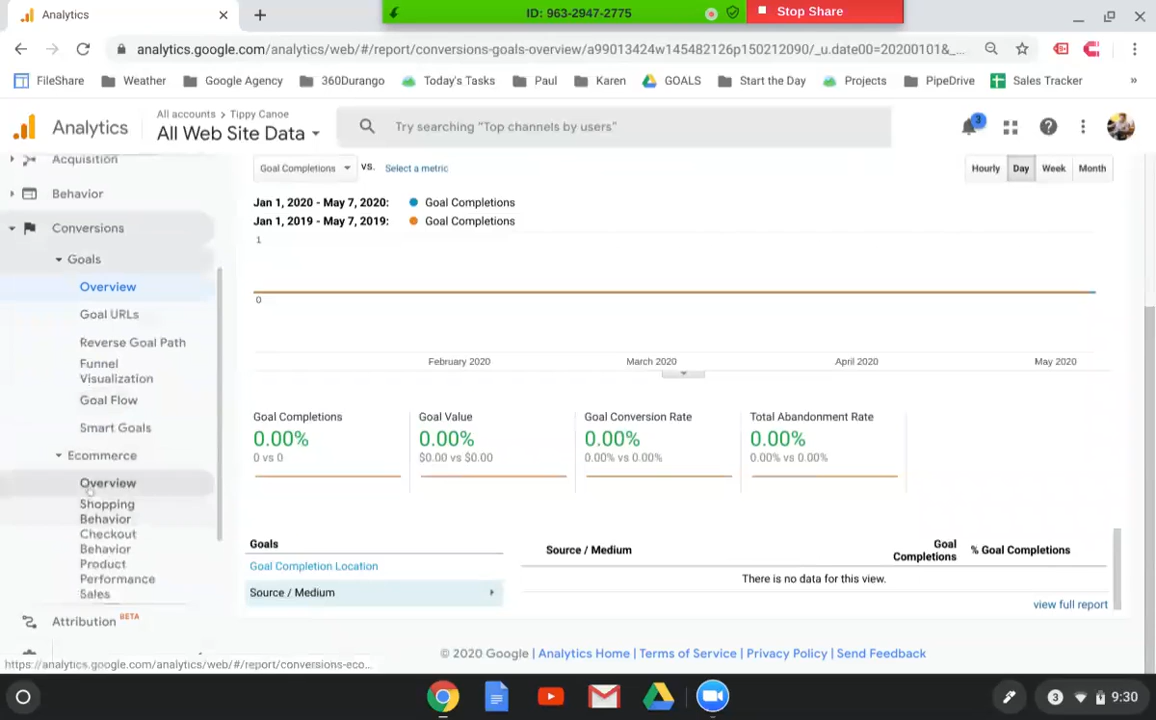 Analytics
ID: 963-2947-2775
Stop Share
analytics.google.com/analytics/web/#/report/conversions-goals-overview/a99013424w145482126p150212090/_u.date00=20200101&_...
FileShare
Weather
Google Agency
360Durango
Today's Tasks
Paul
Karen
GOALS
Start the Day
Projects
PipeDrive
Sales Tracker
»
Analytics
All accounts > Tippy Canoe
All Web Site Data
Try searching "Top channels by users"
3
Acquisition
Behavior
Conversions
Goals
Overview
Goal URLs
Reverse Goal Path
Funnel
Visualization
Goal Flow
Smart Goals
Ecommerce
Overview
Shopping
Behavior
Checkout
Behavior
Product
Performance
Sales
Attribution BETA
https://analytics.google.com/analytics/web/#/report/conversions-eco...
Goal Completions
VS.
Select a metric
Hourly
Day
Week
Month
Jan 1, 2020 - May 7, 2020:
Goal Completions
Jan 1, 2019 - May 7, 2019:
Goal Completions
1
0
February 2020
March 2020
April 2020
May 2020
Goal Completions
0.00%
0 vs 0
Goal Value
0.00%
$0.00 vs $0.00
Goal Conversion Rate
0.00%
0.00% vs 0.00%
Total Abandonment Rate
0.00%
0.00% vs 0.00%
Goals
Goal Completion Location
Source / Medium
Source / Medium
Goal
Completions
% Goal Completions
There is no data for this view.
view full report
© 2020 Google | Analytics Home | Terms of Service | Privacy Policy | Send Feedback
3
9:30